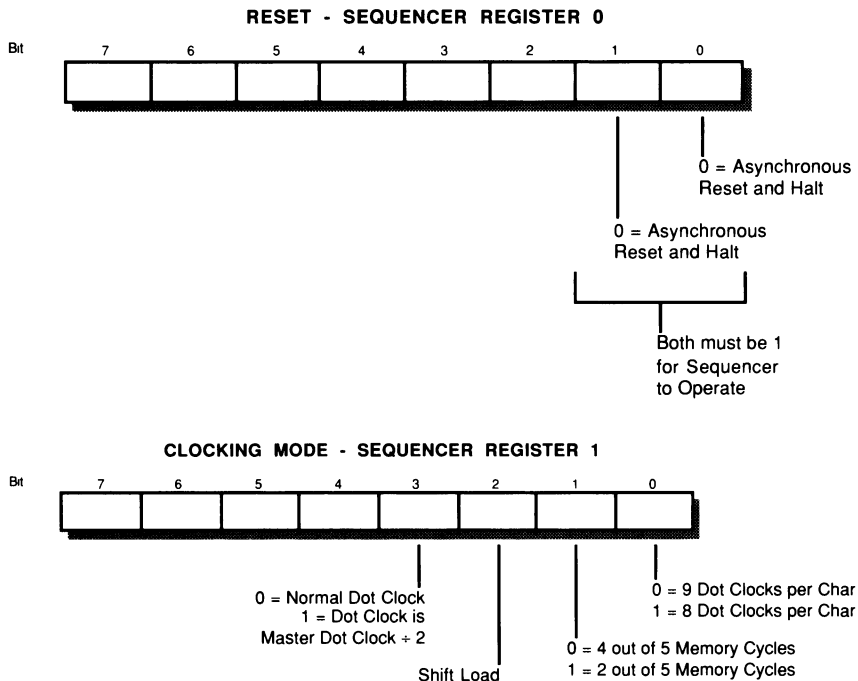 RESET - SEQUENCER REGISTER 0
Bit 7 6 5 4 3 2 1 0
0 = Asynchronous
Reset and Halt
0 = Asynchronous
Reset and Halt
Both must be 1
for Sequencer
to Operate
CLOCKING MODE - SEQUENCER REGISTER 1
Bit 7 6 5 4 3 2 1 0
0 = 9 Dot Clocks per Char
1 = 8 Dot Clocks per Char
0 = Normal Dot Clock
1 = Dot Clock is
Master Dot Clock ÷ 2
0 = 4 out of 5 Memory Cycles
1 = 2 out of 5 Memory Cycles
Shift Load